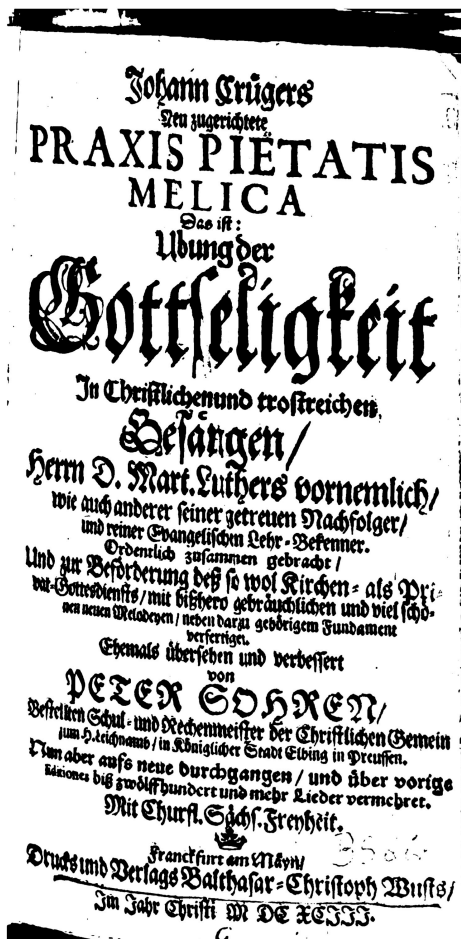 Johann Crügers
Neu zugerichtete
PRAXIS PIËTATIS
MELICA
Das ist:
Ubung der
Gottseligkeit
In Christlichen und trostreichen
Gesängen/
Herrn D. Mart. Luthers vornemlich/
wie auch anderer seiner getreuen Nachfolger/
und reiner Evangelischen Lehr-Bekenner.
Ordentlich zusammen gebracht/
Und zur Beförderung deß so wol Kirchen- als Pri-
vat-Gottesdiensts/ mit bißhero gebräuchlichen und viel schö-
nen neuen Melodeyen/ neben darzu gehörigem Fundament
verfertiget.
Ehemals übersehen und verbessert
von
PETER SOHREN/
Bestellten Schul- und Rechenmeister der Christlichen Gemein
zum H. Leichnamb/ in Königlicher Stadt Elbing in Preussen.
Nun aber aufs neue durchgangen/ und über vorige
Editiones biß zwölffhundert und mehr Lieder vermehret.
Mit Churfl. Sächs. Freyheit.
Franckfurt am Mäyn/
Drucks und Verlags Balthasar-Christoph Wusts/
Im Jahr Christi M DC XCIII.